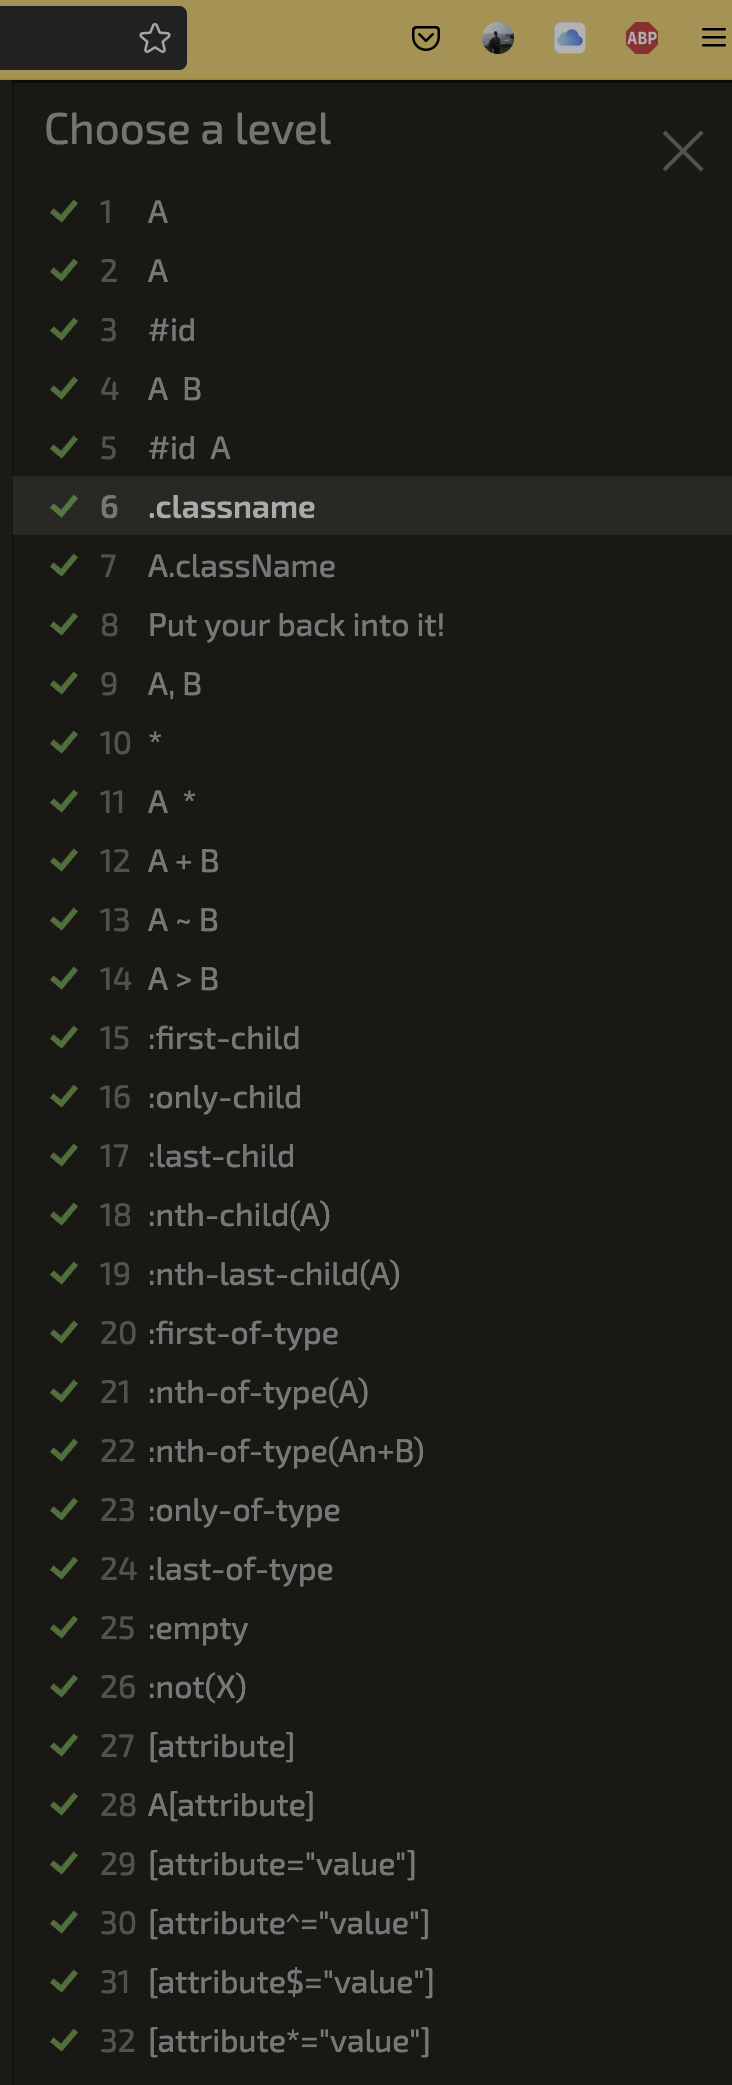 ABP
Choose a level
1 A
2 A
3 #id
4 A B
5 #id A
6 .classname
7 A.className
8 Put your back into it!
9 A, B
10 *
11 A *
12 A + B
13 A ~ B
14 A > B
15 :first-child
16 :only-child
17 :last-child
18 :nth-child(A)
19 :nth-last-child(A)
20 :first-of-type
21 :nth-of-type(A)
22 :nth-of-type(An+B)
23 :only-of-type
24 :last-of-type
25 :empty
26 :not(X)
27 [attribute]
28 A[attribute]
29 [attribute="value"]
30 [attribute^="value"]
31 [attribute$="value"]
32 [attribute*="value"]